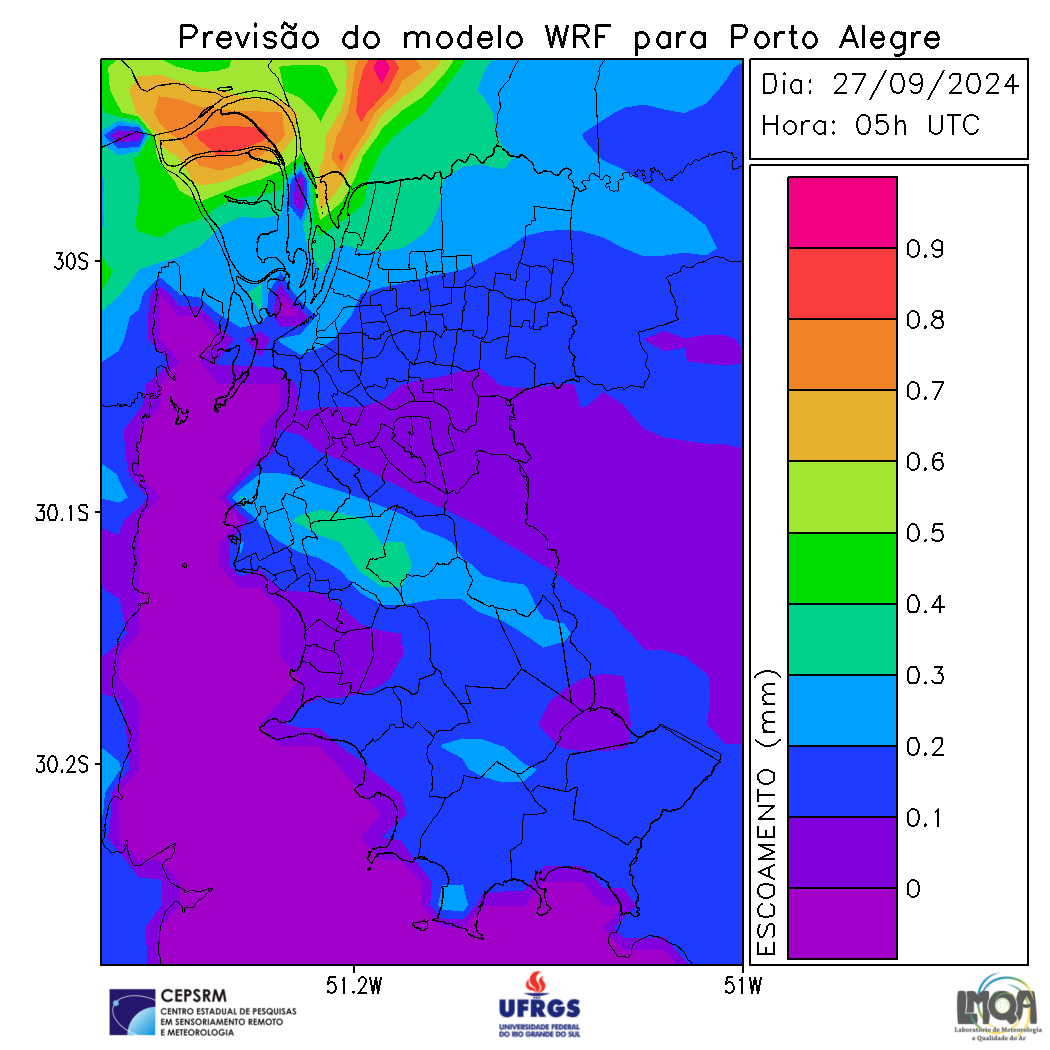 Previsão do modelo WRF para Porto Alegre
Dia: 27/09/2024
Hora: 05h UTC
30S
30.1S
30.2S
51.2W
51W
ESCOAMENTO (mm)
0.9
0.8
0.7
0.6
0.5
0.4
0.3
0.2
0.1
0
CEPSRM
CENTRO ESTADUAL DE PESQUISAS
EM SENSORIAMENTO REMOTO
E METEOROLOGIA
UFRGS
UNIVERSIDADE FEDERAL
DO RIO GRANDE DO SUL
LMQA
Laboratório de Meteorologia
e Qualidade do Ar